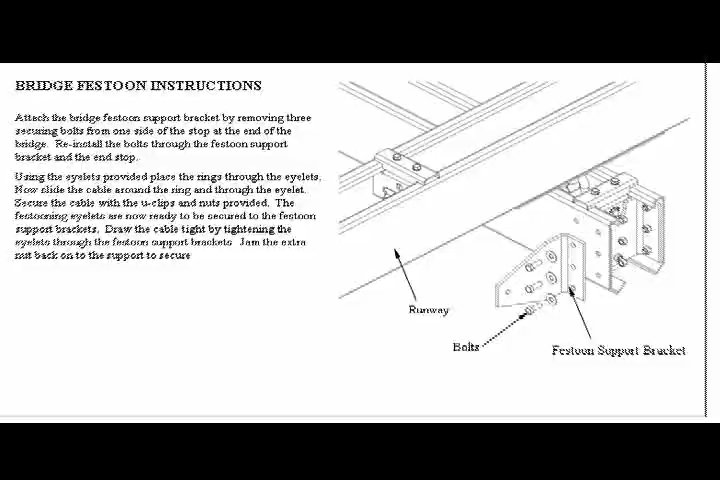 BRIDGE FESTOON INSTRUCTIONS
Attach the bridge festoon support bracket by removing three
securing bolts from one side of the stop at the end of the
bridge. Re-install the bolts through the festoon support
bracket and the end stop.
Using the eyelets provided place the rings through the eyelets.
Now slide the cable around the ring and through the eyelet.
Secure the cable with the u-clips and nuts provided. The
festooning eyelets are now ready to be secured to the festoon
support brackets. Draw the cable tight by tightening the
eyelets through the festoon support brackets. Jam the extra
nut back on to the support to secure
Runway
Bolts
Festoon Support Bracket